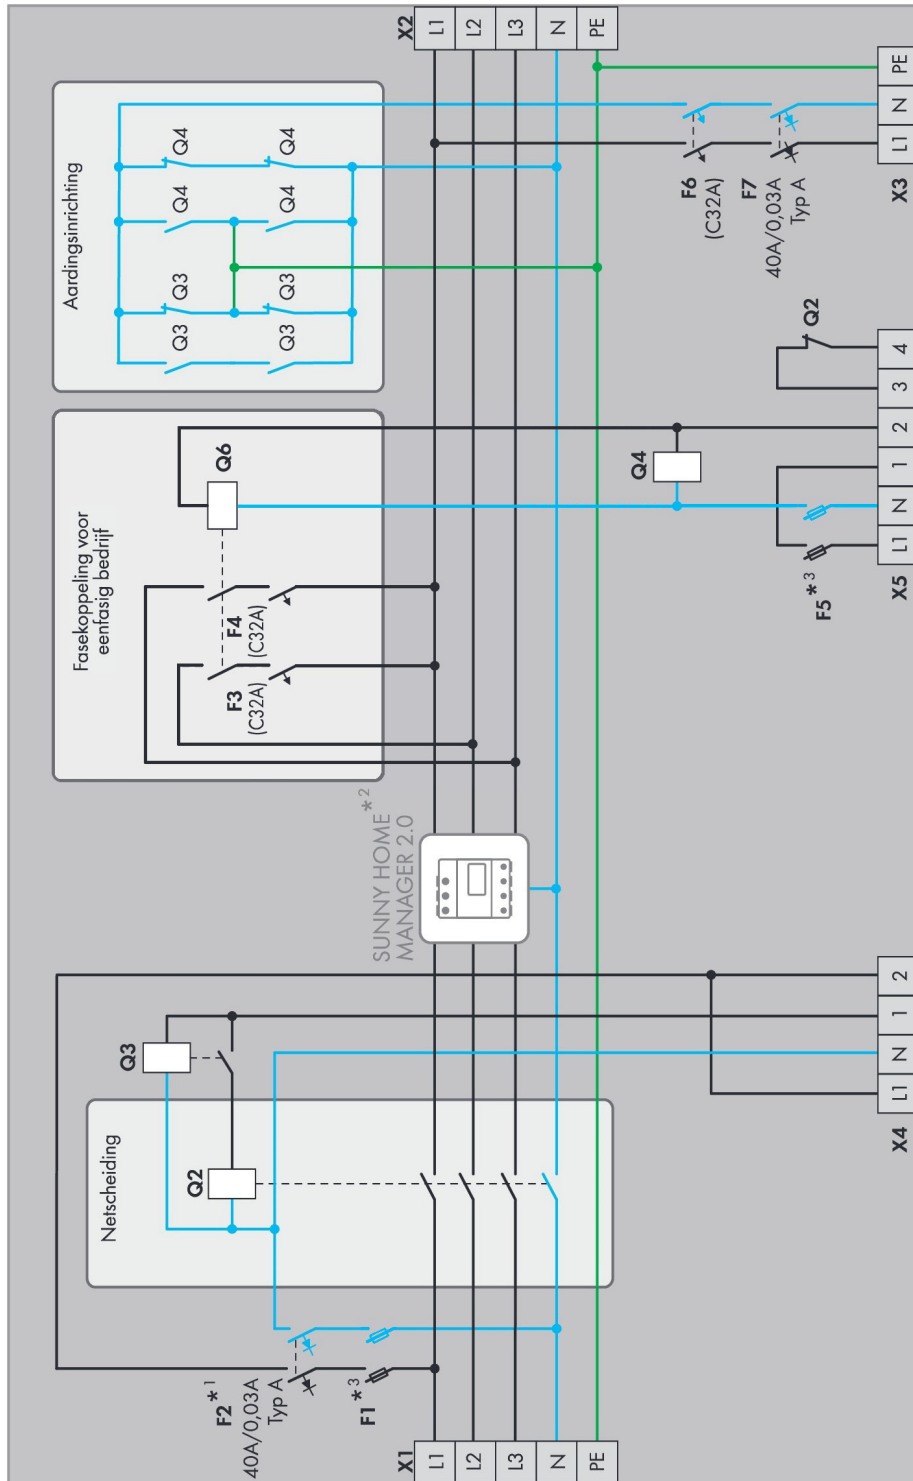 X1
L1
L2
L3
N
PE
F2*1
40A/0,03A
Typ A
F1*3
Netscheiding
Q2
Q3
X4
L1
N
1
2
SUNNY HOME*2
MANAGER 2.0
Fasekoppeling voor
eenfasig bedrijf
F3
(C32A)
F4
(C32A)
Q6
X5
L1
N
1
2
3
4
F5*3
Q4
Q2
Aardingsinrichting
Q3
Q3
Q4
Q4
Q3
Q3
Q4
Q4
X2
L1
L2
L3
N
PE
F6
(C32A)
F7
40A/0,03A
Typ A
X3
L1
N
PE